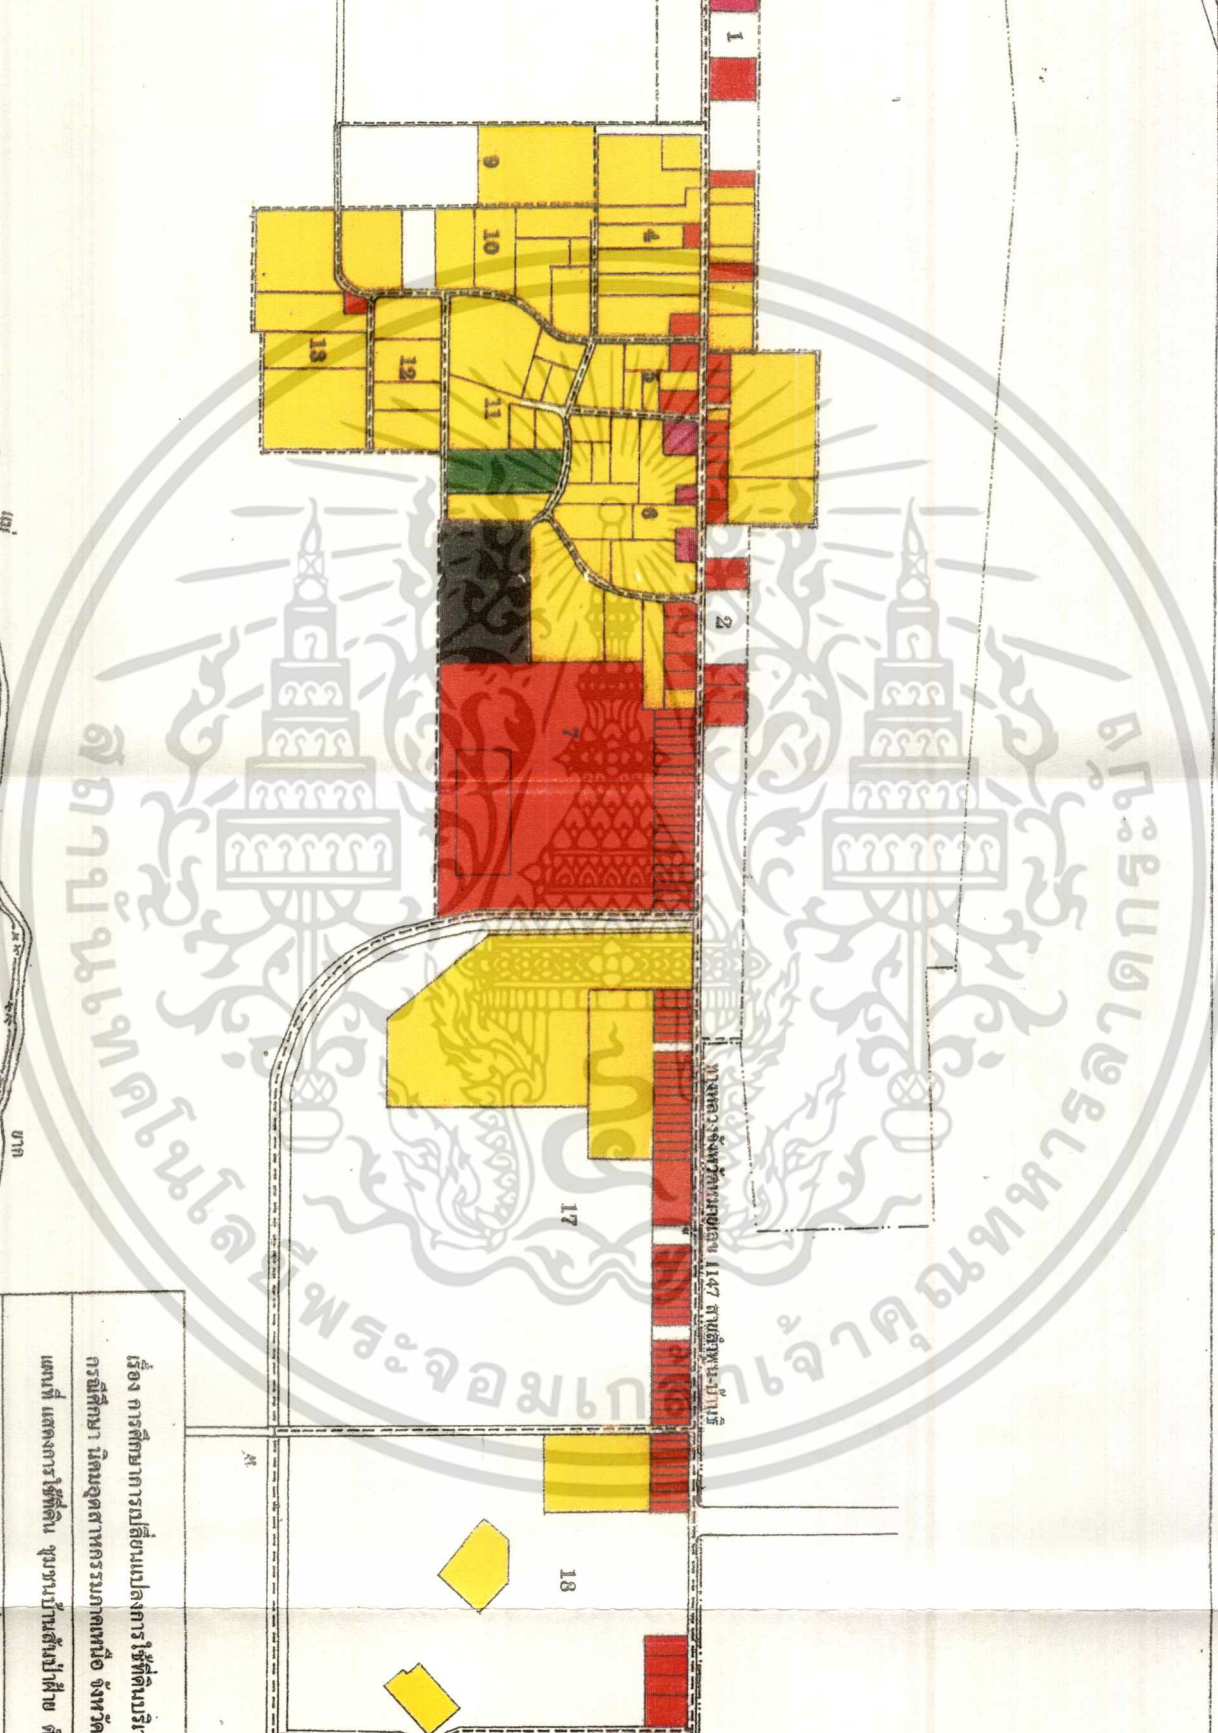 1
9
4
10
13
12
11
5
6
2
7
17
18
ทางหลวงจังหวัดหมายเลข 1147 สายลำพูน-บ้านธิ
สถาบันเทคโนโลยีพระจอมเกล้าเจ้าคุณทหารลาดกระบัง
เรื่อง การศึกษาการเปลี่ยนแปลงการใช้ที่ดินบริเ
กรณีศึกษา นิคมอุตสาหกรรมภาคเหนือ จังหวัด
แผนที่ แสดงการใช้ที่ดิน ชุมชนบ้านสันป่าฝ้าย